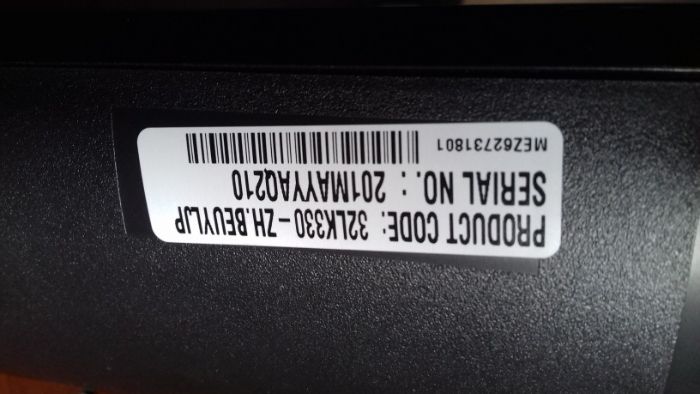 PRODUCT CODE: 32LK330-ZH.BEUYLJP
SERIAL NO. : 201MAYYAQ210
MEZ62731801